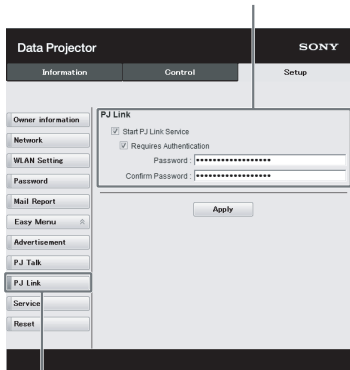 Data Projector
SONY
Information
Control
Setup
Owner information
Network
WLAN Setting
Password
Mail Report
Easy Menu
Advertisement
PJ Talk
PJ Link
Service
Reset
PJ Link
Start PJ Link Service
Requires Authentication
Password : ••••••••••••••••••
Confirm Password : ••••••••••••••••••
Apply